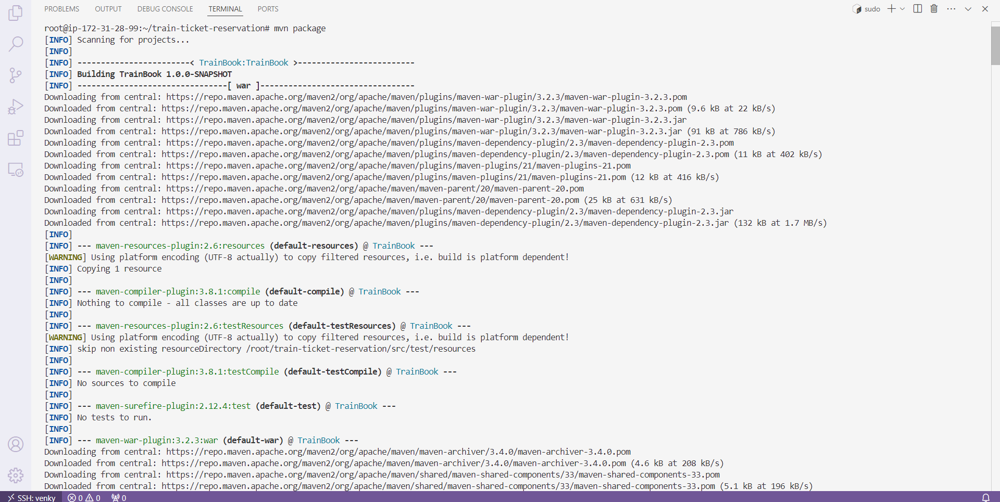 PROBLEMS OUTPUT DEBUG CONSOLE TERMINAL PORTS sudo
root@ip-172-31-28-99:~/train-ticket-reservation# mvn package
[INFO] Scanning for projects...
[INFO]
[INFO] ------------------------< TrainBook:TrainBook >-------------------------
[INFO] Building TrainBook 1.0.0-SNAPSHOT
[INFO] --------------------------------[ war ]---------------------------------
Downloading from central: https://repo.maven.apache.org/maven2/org/apache/maven/plugins/maven-war-plugin/3.2.3/maven-war-plugin-3.2.3.pom
Downloaded from central: https://repo.maven.apache.org/maven2/org/apache/maven/plugins/maven-war-plugin/3.2.3/maven-war-plugin-3.2.3.pom (9.6 kB at 22 kB/s)
Downloading from central: https://repo.maven.apache.org/maven2/org/apache/maven/plugins/maven-war-plugin/3.2.3/maven-war-plugin-3.2.3.jar
Downloaded from central: https://repo.maven.apache.org/maven2/org/apache/maven/plugins/maven-war-plugin/3.2.3/maven-war-plugin-3.2.3.jar (91 kB at 786 kB/s)
Downloading from central: https://repo.maven.apache.org/maven2/org/apache/maven/plugins/maven-dependency-plugin/2.3/maven-dependency-plugin-2.3.pom
Downloaded from central: https://repo.maven.apache.org/maven2/org/apache/maven/plugins/maven-dependency-plugin/2.3/maven-dependency-plugin-2.3.pom (11 kB at 402 kB/s)
Downloading from central: https://repo.maven.apache.org/maven2/org/apache/maven/plugins/maven-plugins/21/maven-plugins-21.pom
Downloaded from central: https://repo.maven.apache.org/maven2/org/apache/maven/plugins/maven-plugins/21/maven-plugins-21.pom (12 kB at 416 kB/s)
Downloading from central: https://repo.maven.apache.org/maven2/org/apache/maven/maven-parent/20/maven-parent-20.pom
Downloaded from central: https://repo.maven.apache.org/maven2/org/apache/maven/maven-parent/20/maven-parent-20.pom (25 kB at 631 kB/s)
Downloading from central: https://repo.maven.apache.org/maven2/org/apache/maven/plugins/maven-dependency-plugin/2.3/maven-dependency-plugin-2.3.jar
Downloaded from central: https://repo.maven.apache.org/maven2/org/apache/maven/plugins/maven-dependency-plugin/2.3/maven-dependency-plugin-2.3.jar (132 kB at 1.7 MB/s)
[INFO]
[INFO] --- maven-resources-plugin:2.6:resources (default-resources) @ TrainBook ---
[WARNING] Using platform encoding (UTF-8 actually) to copy filtered resources, i.e. build is platform dependent!
[INFO] Copying 1 resource
[INFO]
[INFO] --- maven-compiler-plugin:3.8.1:compile (default-compile) @ TrainBook ---
[INFO] Nothing to compile - all classes are up to date
[INFO]
[INFO] --- maven-resources-plugin:2.6:testResources (default-testResources) @ TrainBook ---
[WARNING] Using platform encoding (UTF-8 actually) to copy filtered resources, i.e. build is platform dependent!
[INFO] skip non existing resourceDirectory /root/train-ticket-reservation/src/test/resources
[INFO]
[INFO] --- maven-compiler-plugin:3.8.1:testCompile (default-testCompile) @ TrainBook ---
[INFO] No sources to compile
[INFO]
[INFO] --- maven-surefire-plugin:2.12.4:test (default-test) @ TrainBook ---
[INFO] No tests to run.
[INFO]
[INFO] --- maven-war-plugin:3.2.3:war (default-war) @ TrainBook ---
Downloading from central: https://repo.maven.apache.org/maven2/org/apache/maven/maven-archiver/3.4.0/maven-archiver-3.4.0.pom
Downloaded from central: https://repo.maven.apache.org/maven2/org/apache/maven/maven-archiver/3.4.0/maven-archiver-3.4.0.pom (4.6 kB at 208 kB/s)
Downloading from central: https://repo.maven.apache.org/maven2/org/apache/maven/shared/maven-shared-components/33/maven-shared-components-33.pom
Downloaded from central: https://repo.maven.apache.org/maven2/org/apache/maven/shared/maven-shared-components/33/maven-shared-components-33.pom (5.1 kB at 196 kB/s)
SSH: venky 0 0 0